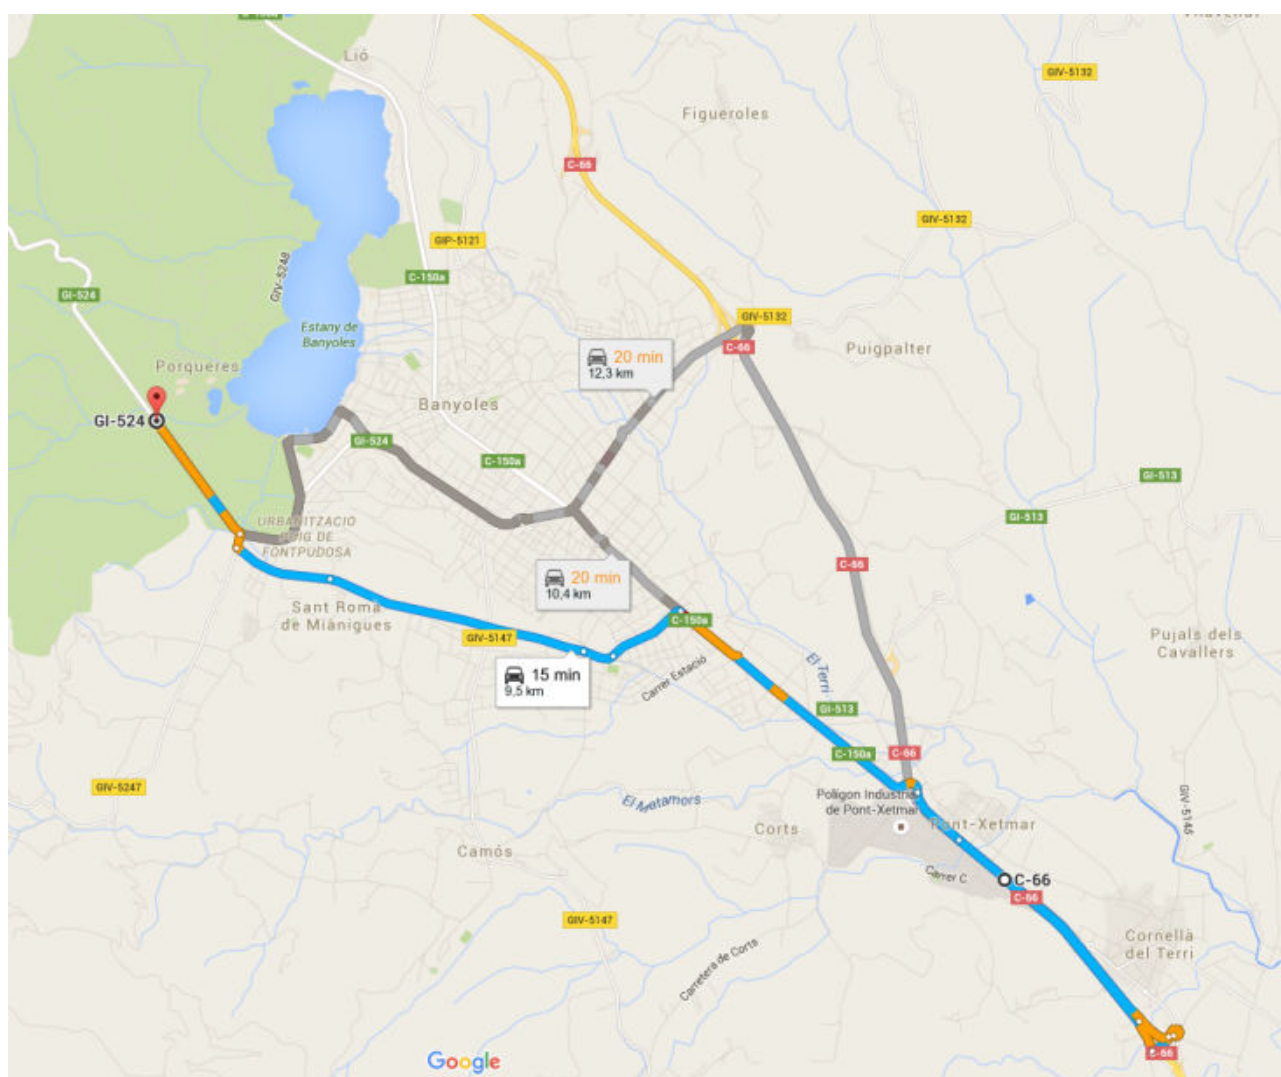 Vilavenut
Lió
GIV-5132
Figueroles
C-66
GIV-5132
GIP-5121
GIV-5248
C-150a
GI-524
Estany de
Banyoles
GIV-5132
C-66
Puigpalter
20 min
12,3 km
Porqueres
Banyoles
GI-524
GI-524
C-150a
GI-513
GI-513
URBANITZACIO
PUIG DE
FONTPUDOSA
C-66
20 min
10,4 km
Sant Romà
de Miànigues
C-150a
GIV-5147
Pujals dels
Cavallers
El Terri
Carrer Estació
15 min
9,5 km
GI-513
C-150a
C-66
GIV-5247
El Matamors
Polígon Industrial
de Pont-Xetmar
GIV-5146
Pont-Xetmar
Corts
Camós
Carrer C
C-66
C-66
GIV-5147
Cornellà
del Terri
Carretera de Corts
C-66
Google